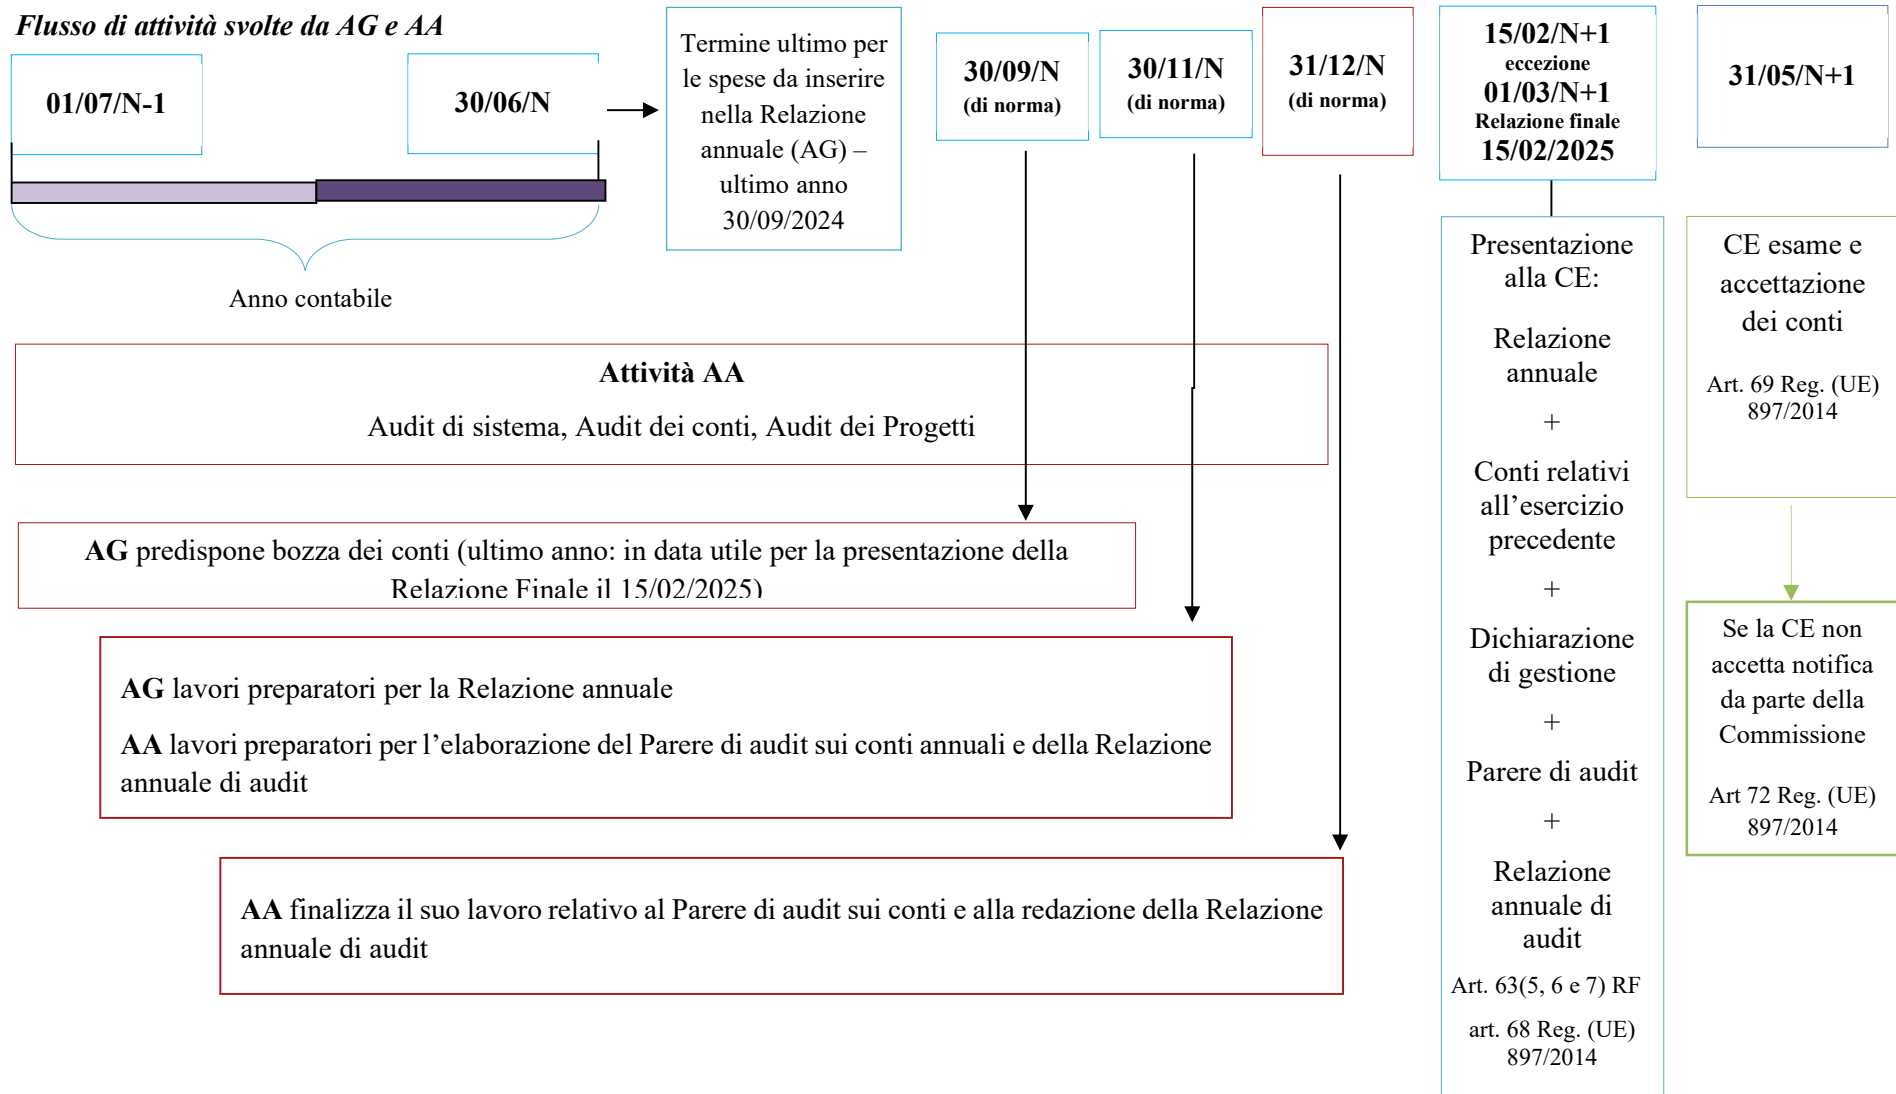 Flusso di attività svolte da AG e AA
01/07/N-1
30/06/N
Termine ultimo per
le spese da inserire
nella Relazione
annuale (AG) –
ultimo anno
30/09/2024
30/09/N
(di norma)
30/11/N
(di norma)
31/12/N
(di norma)
15/02/N+1
eccezione
01/03/N+1
Relazione finale
15/02/2025
31/05/N+1
Anno contabile
Attività AA
Audit di sistema, Audit dei conti, Audit dei Progetti
AG predispone bozza dei conti (ultimo anno: in data utile per la presentazione della
Relazione Finale il 15/02/2025)
AG lavori preparatori per la Relazione annuale
AA lavori preparatori per l’elaborazione del Parere di audit sui conti annuali e della Relazione
annuale di audit
AA finalizza il suo lavoro relativo al Parere di audit sui conti e alla redazione della Relazione
annuale di audit
Presentazione
alla CE:
Relazione
annuale
+
Conti relativi
all’esercizio
precedente
+
Dichiarazione
di gestione
+
Parere di audit
+
Relazione
annuale di
audit
Art. 63(5, 6 e 7) RF
art. 68 Reg. (UE)
897/2014
CE esame e
accettazione
dei conti
Art. 69 Reg. (UE)
897/2014
Se la CE non
accetta notifica
da parte della
Commissione
Art 72 Reg. (UE)
897/2014